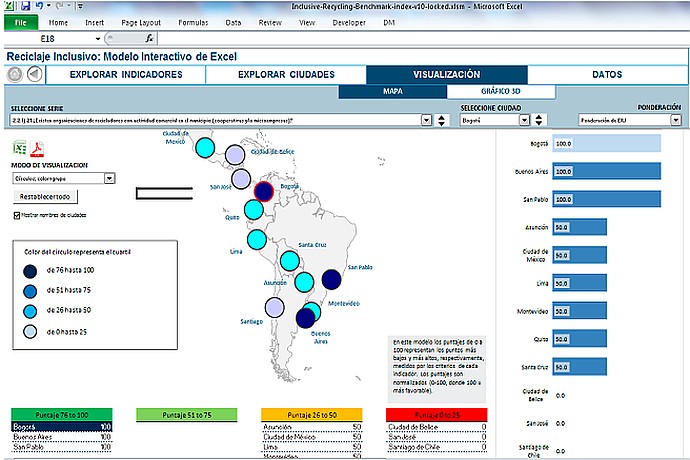 Inclusive-Recycling-Benchmark-index-v10-locked.xlsm - Microsoft Excel
File Home Insert Page Layout Formulas Data Review View Developer DM
E18 fx
Reciclaje Inclusivo: Modelo Interactivo de Excel
EXPLORAR INDICADORES EXPLORAR CIUDADES VISUALIZACIÓN DATOS
MAPA GRÁFICO 3D
SELECCIONE SERIE SELECCIONE CIUDAD PONDERACIÓN
2.2.1) 21¿Existen organizaciones de recicladores con actividad comercial en el municipio (cooperativas y/o microempresas)? Bogotá Ponderación de EIU
MODO DE VISUALIZACION
Círculos: color=grupo
Restablecer todo
Mostrar nombres de ciudades
Color del círculo representa el cuartil
de 76 hasta 100
de 51 hasta 75
de 26 hasta 50
de 0 hasta 25
Ciudad de
México
Ciudad de Belice
San José
Bogotá
Quito
Lima
Santa Cruz
San Pablo
Asunción
Montevideo
Santiago
Buenos
Aires
En este modelo los puntajes de 0 a
100 representan los puntos más
bajos y más altos, respectivamente,
medidos por los criterios de cada
indicador. Los puntajes son
normalizados (0-100, donde 100 =
más favorable).
Bogotá 100.0
Buenos Aires 100.0
San Pablo 100.0
Asunción 50.0
Ciudad de
México 50.0
Lima 50.0
Montevideo 50.0
Quito 50.0
Santa Cruz 50.0
Ciudad de
Belice 0.0
San José 0.0
Santiago de
Chile 0.0
Puntaje 76 to 100 Puntaje 51 to 75 Puntaje 26 to 50 Puntaje 0 to 25
Bogotá 100 Asunción 50 Ciudad de Belice 0
Buenos Aires 100 Ciudad de México 50 San José 0
San Pablo 100 Lima 50 Santiago de Chile 0
Montevideo 50